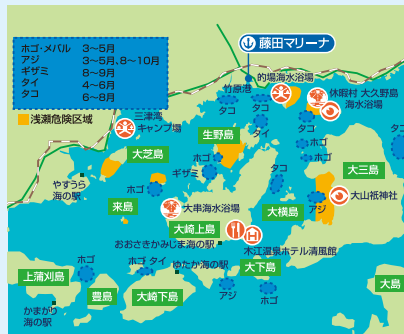 ホゴ・メバル 3〜5月
アジ 3〜5月､8〜10月
ギザミ 8〜9月
タイ 4〜6月
タコ 6〜8月
浅瀬危険区域
藤田マリーナ
的場海水浴場
竹原港
休暇村 大久野島
海水浴場
タコ
タコ
タイ
タコ
三津湾
キャンプ場
生野島
ホゴ
ホゴ
ホゴ
大芝島
ギザミ
タコ
大三島
タコ
やすうら
海の駅
ホゴ
来島
大串海水浴場
大横島
アジ
大山祇神社
大崎上島
おおさきかみじま海の駅
木江温泉ホテル清風館
ホゴ
ホゴ タイ
ゆたか海の駅
大下島
上蒲刈島
豊島
大崎下島
アジ
ホゴ
大島
かまがり
海の駅